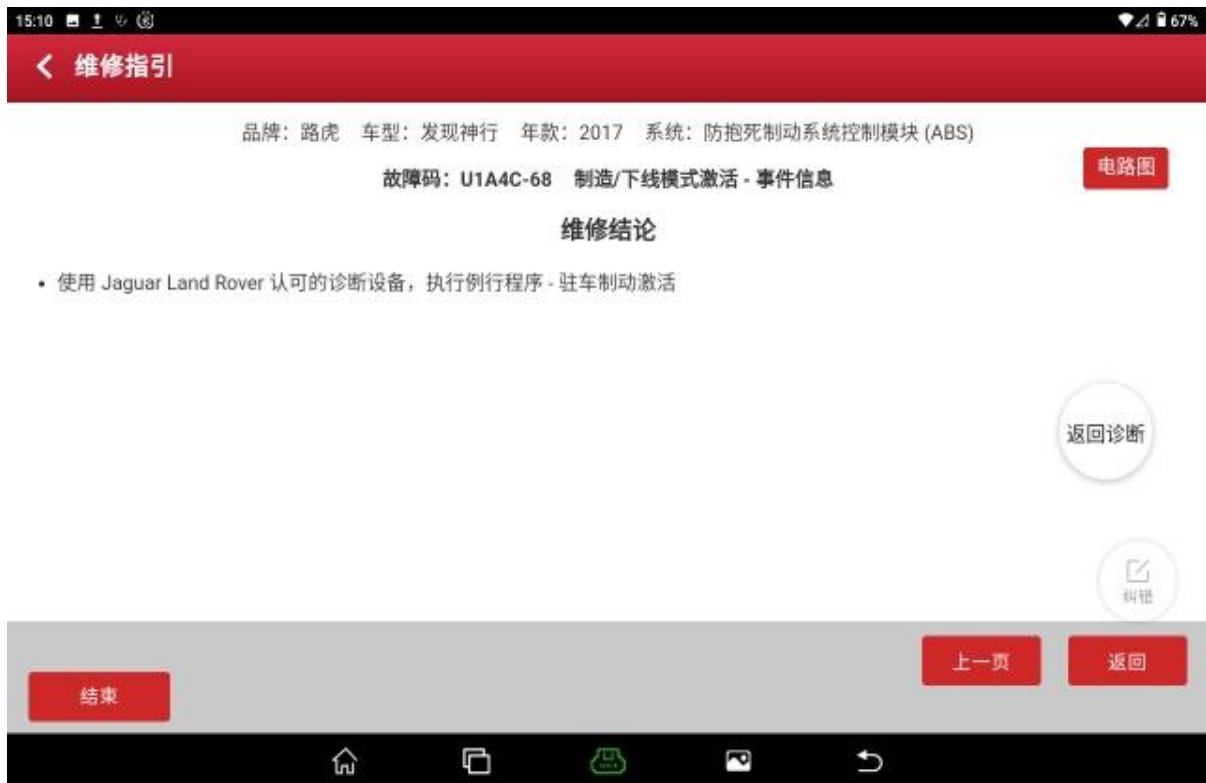 15:10
67%
维修指引
品牌：路虎 车型：发现神行 年款：2017 系统：防抱死制动系统控制模块 (ABS)
电路图
故障码：U1A4C-68 制造/下线模式激活 - 事件信息
维修结论
• 使用 Jaguar Land Rover 认可的诊断设备，执行例行程序 - 驻车制动激活
返回诊断
纠错
上一页
返回
结束